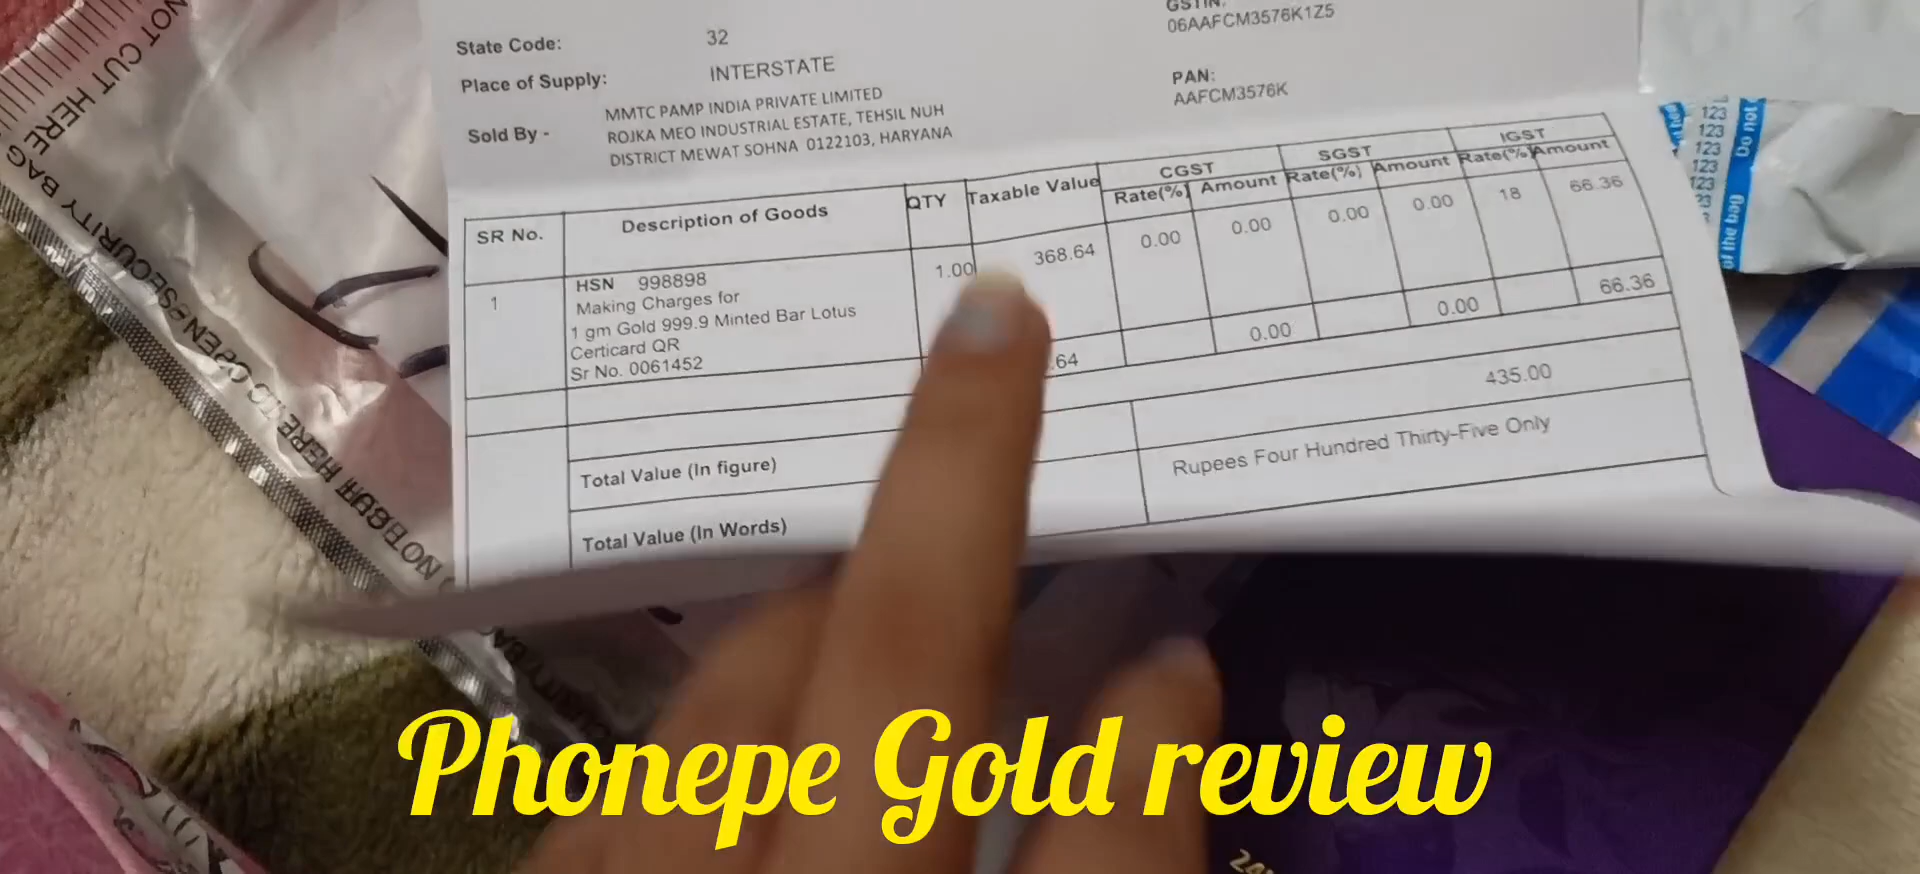 GSTIN:
06AAFCM3576K1Z5
State Code: 32
Place of Supply: INTERSTATE
PAN:
AAFCM3576K
Sold By - MMTC PAMP INDIA PRIVATE LIMITED
ROJKA MEO INDUSTRIAL ESTATE, TEHSIL NUH
DISTRICT MEWAT SOHNA 0122103, HARYANA
SR No. Description of Goods QTY Taxable Value CGST SGST IGST
Rate(%) Amount Rate(%) Amount Rate(%) Amount
1 HSN 998898 1.00 368.64 0.00 0.00 0.00 0.00 18 66.36
Making Charges for
1 gm Gold 999.9 Minted Bar Lotus
Certicard QR
Sr No. 0061452
.64 0.00 0.00 66.36
Total Value (In figure) 435.00
Total Value (In Words) Rupees Four Hundred Thirty-Five Only
NOT CUT HERE
SECURITY BAG
TO OPEN
123
123
123
123
123
Do not
of the bag
Phonepe Gold review